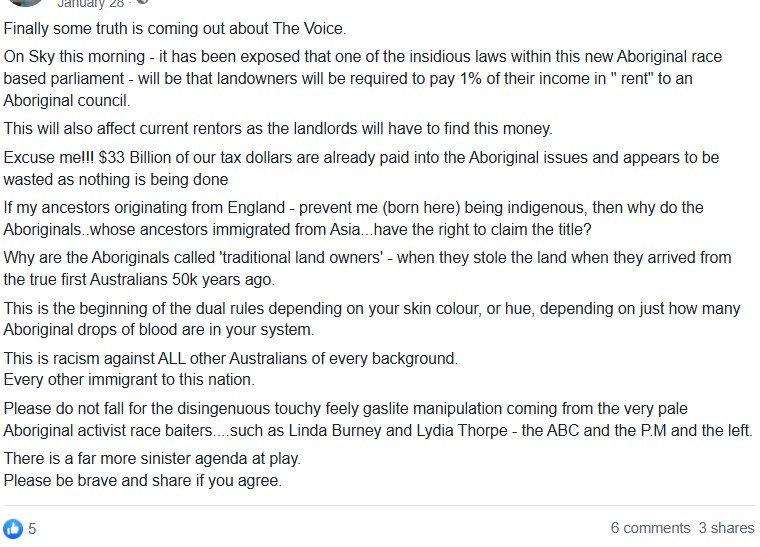 January 28 ·
Finally some truth is coming out about The Voice.
On Sky this morning - it has been exposed that one of the insidious laws within this new Aboriginal race
based parliament - will be that landowners will be required to pay 1% of their income in " rent" to an
Aboriginal council.
This will also affect current rentors as the landlords will have to find this money.
Excuse me!!! $33 Billion of our tax dollars are already paid into the Aboriginal issues and appears to be
wasted as nothing is being done
If my ancestors originating from England - prevent me (born here) being indigenous, then why do the
Aboriginals..whose ancestors immigrated from Asia...have the right to claim the title?
Why are the Aboriginals called 'traditional land owners' - when they stole the land when they arrived from
the true first Australians 50k years ago.
This is the beginning of the dual rules depending on your skin colour, or hue, depending on just how many
Aboriginal drops of blood are in your system.
This is racism against ALL other Australians of every background.
Every other immigrant to this nation.
Please do not fall for the disingenuous touchy feely gaslite manipulation coming from the very pale
Aboriginal activist race baiters....such as Linda Burney and Lydia Thorpe - the ABC and the P.M and the left.
There is a far more sinister agenda at play.
Please be brave and share if you agree.
5
6 comments 3 shares